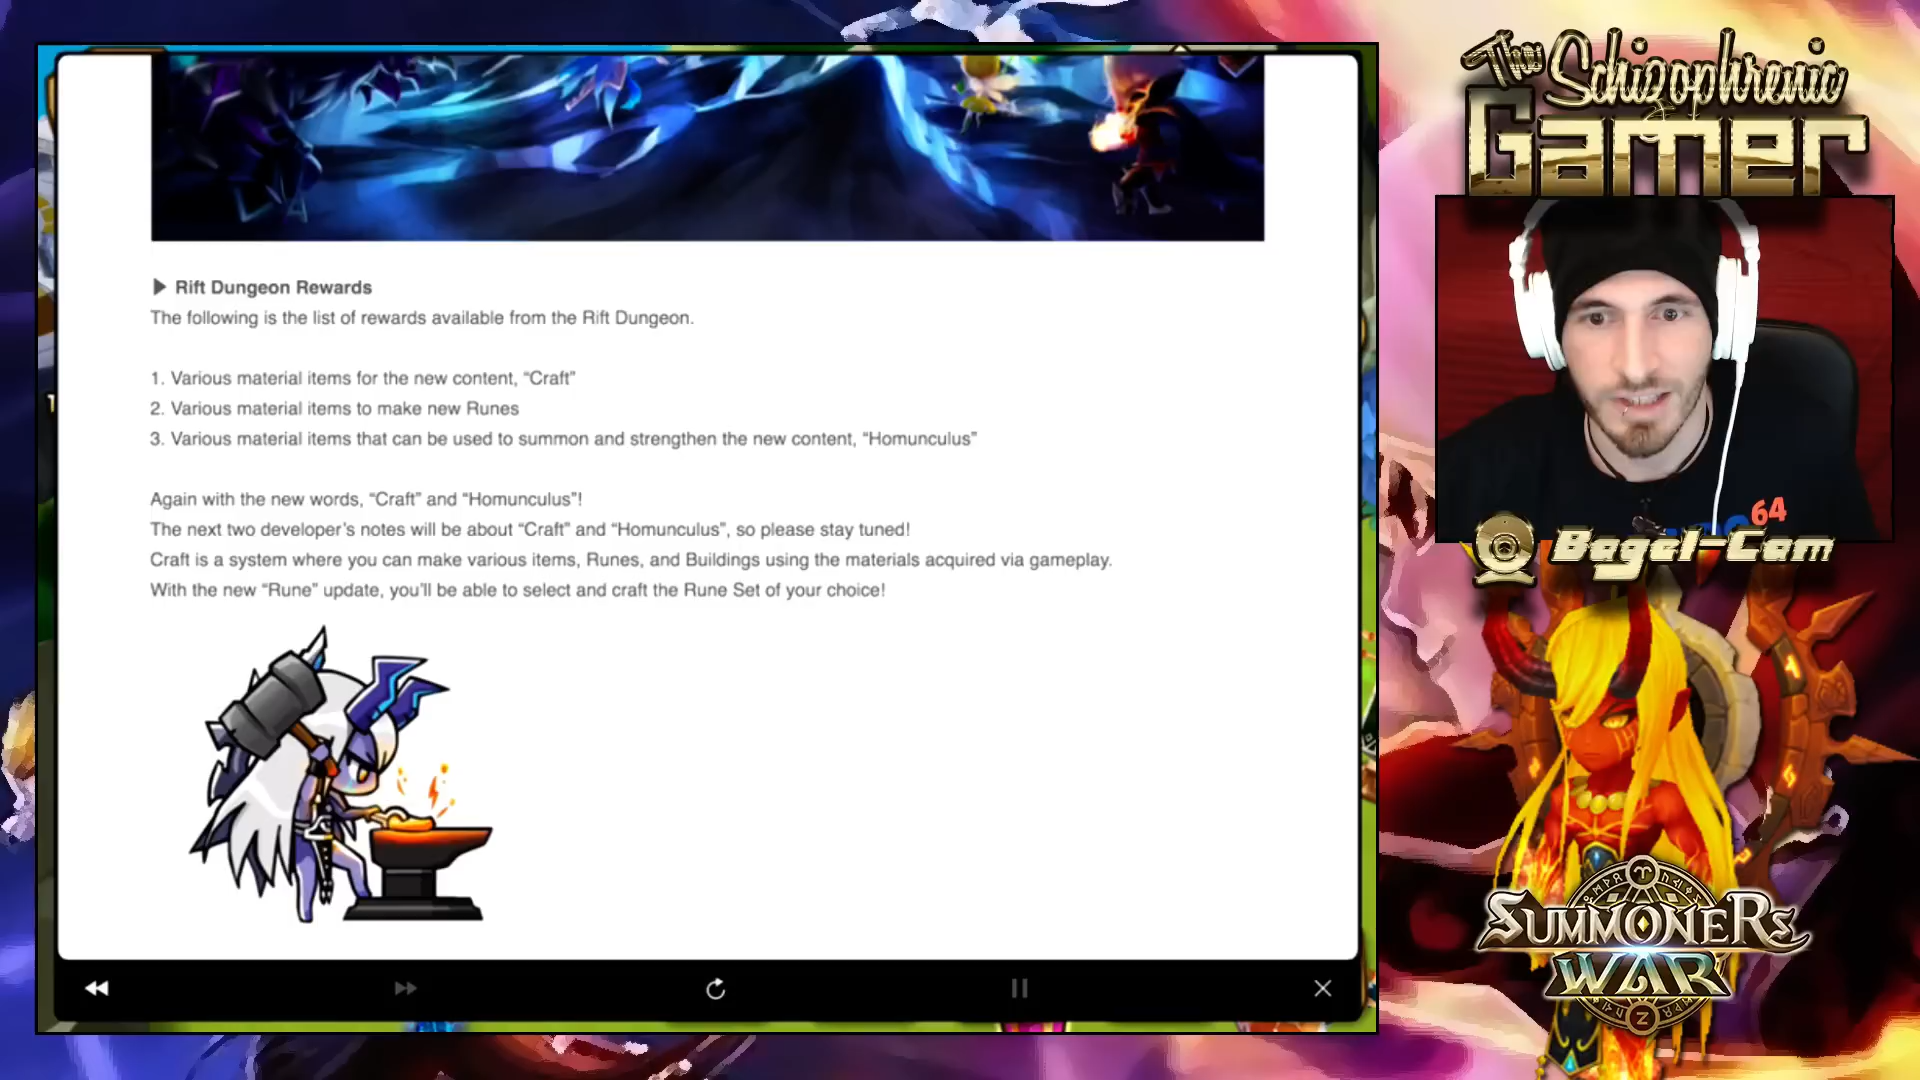 The Schizophrenic
Gamer
▶ Rift Dungeon Rewards
The following is the list of rewards available from the Rift Dungeon.
1. Various material items for the new content, “Craft”
2. Various material items to make new Runes
3. Various material items that can be used to summon and strengthen the new content, “Homunculus”
Again with the new words, “Craft” and “Homunculus”!
The next two developer’s notes will be about “Craft” and “Homunculus”, so please stay tuned!
Craft is a system where you can make various items, Runes, and Buildings using the materials acquired via gameplay.
With the new “Rune” update, you’ll be able to select and craft the Rune Set of your choice!
64
Bagel-Cam
SUMMONERS
WAR